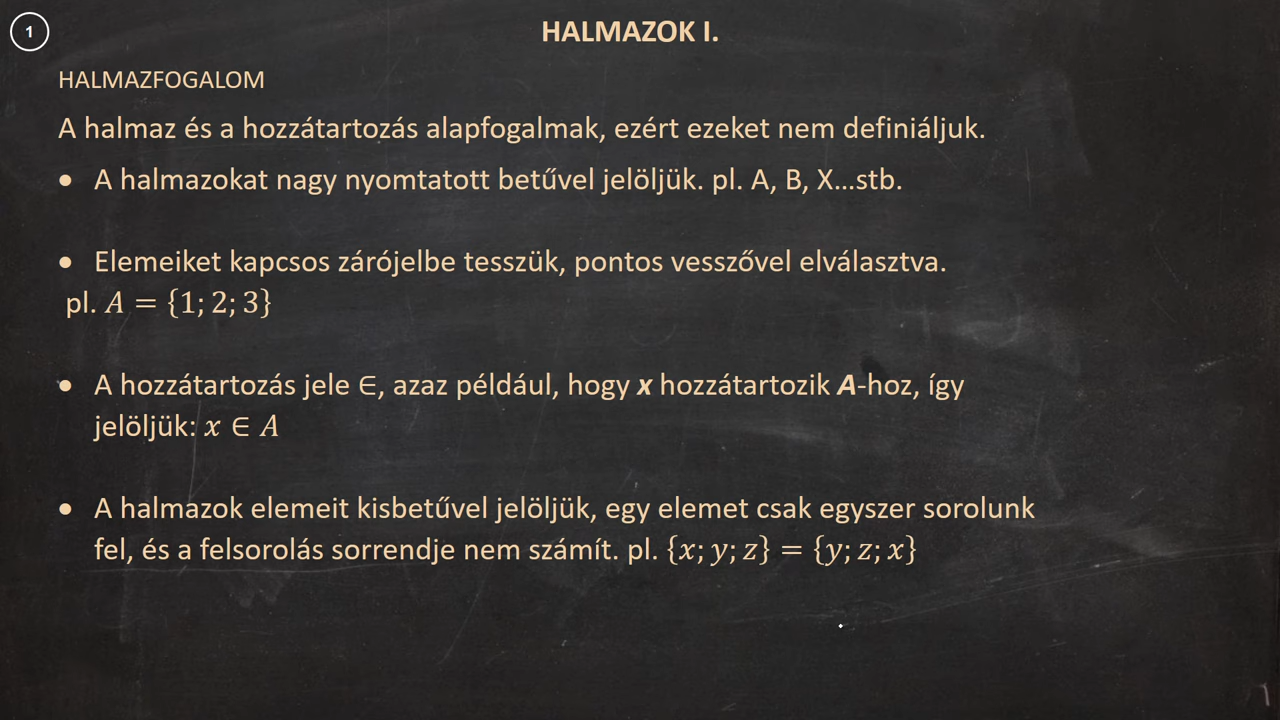 1
HALMAZOK I.
HALMAZFOGALOM
A halmaz és a hozzátartozás alapfogalmak, ezért ezeket nem definiáljuk.
• A halmazokat nagy nyomtatott betűvel jelöljük. pl. A, B, X...stb.
• Elemeiket kapcsos zárójelbe tesszük, pontos vesszővel elválasztva.
pl. A = {1; 2; 3}
• A hozzátartozás jele ∈, azaz például, hogy x hozzátartozik A-hoz, így
jelöljük: x ∈ A
• A halmazok elemeit kisbetűvel jelöljük, egy elemet csak egyszer sorolunk
fel, és a felsorolás sorrendje nem számít. pl. {x; y; z} = {y; z; x}